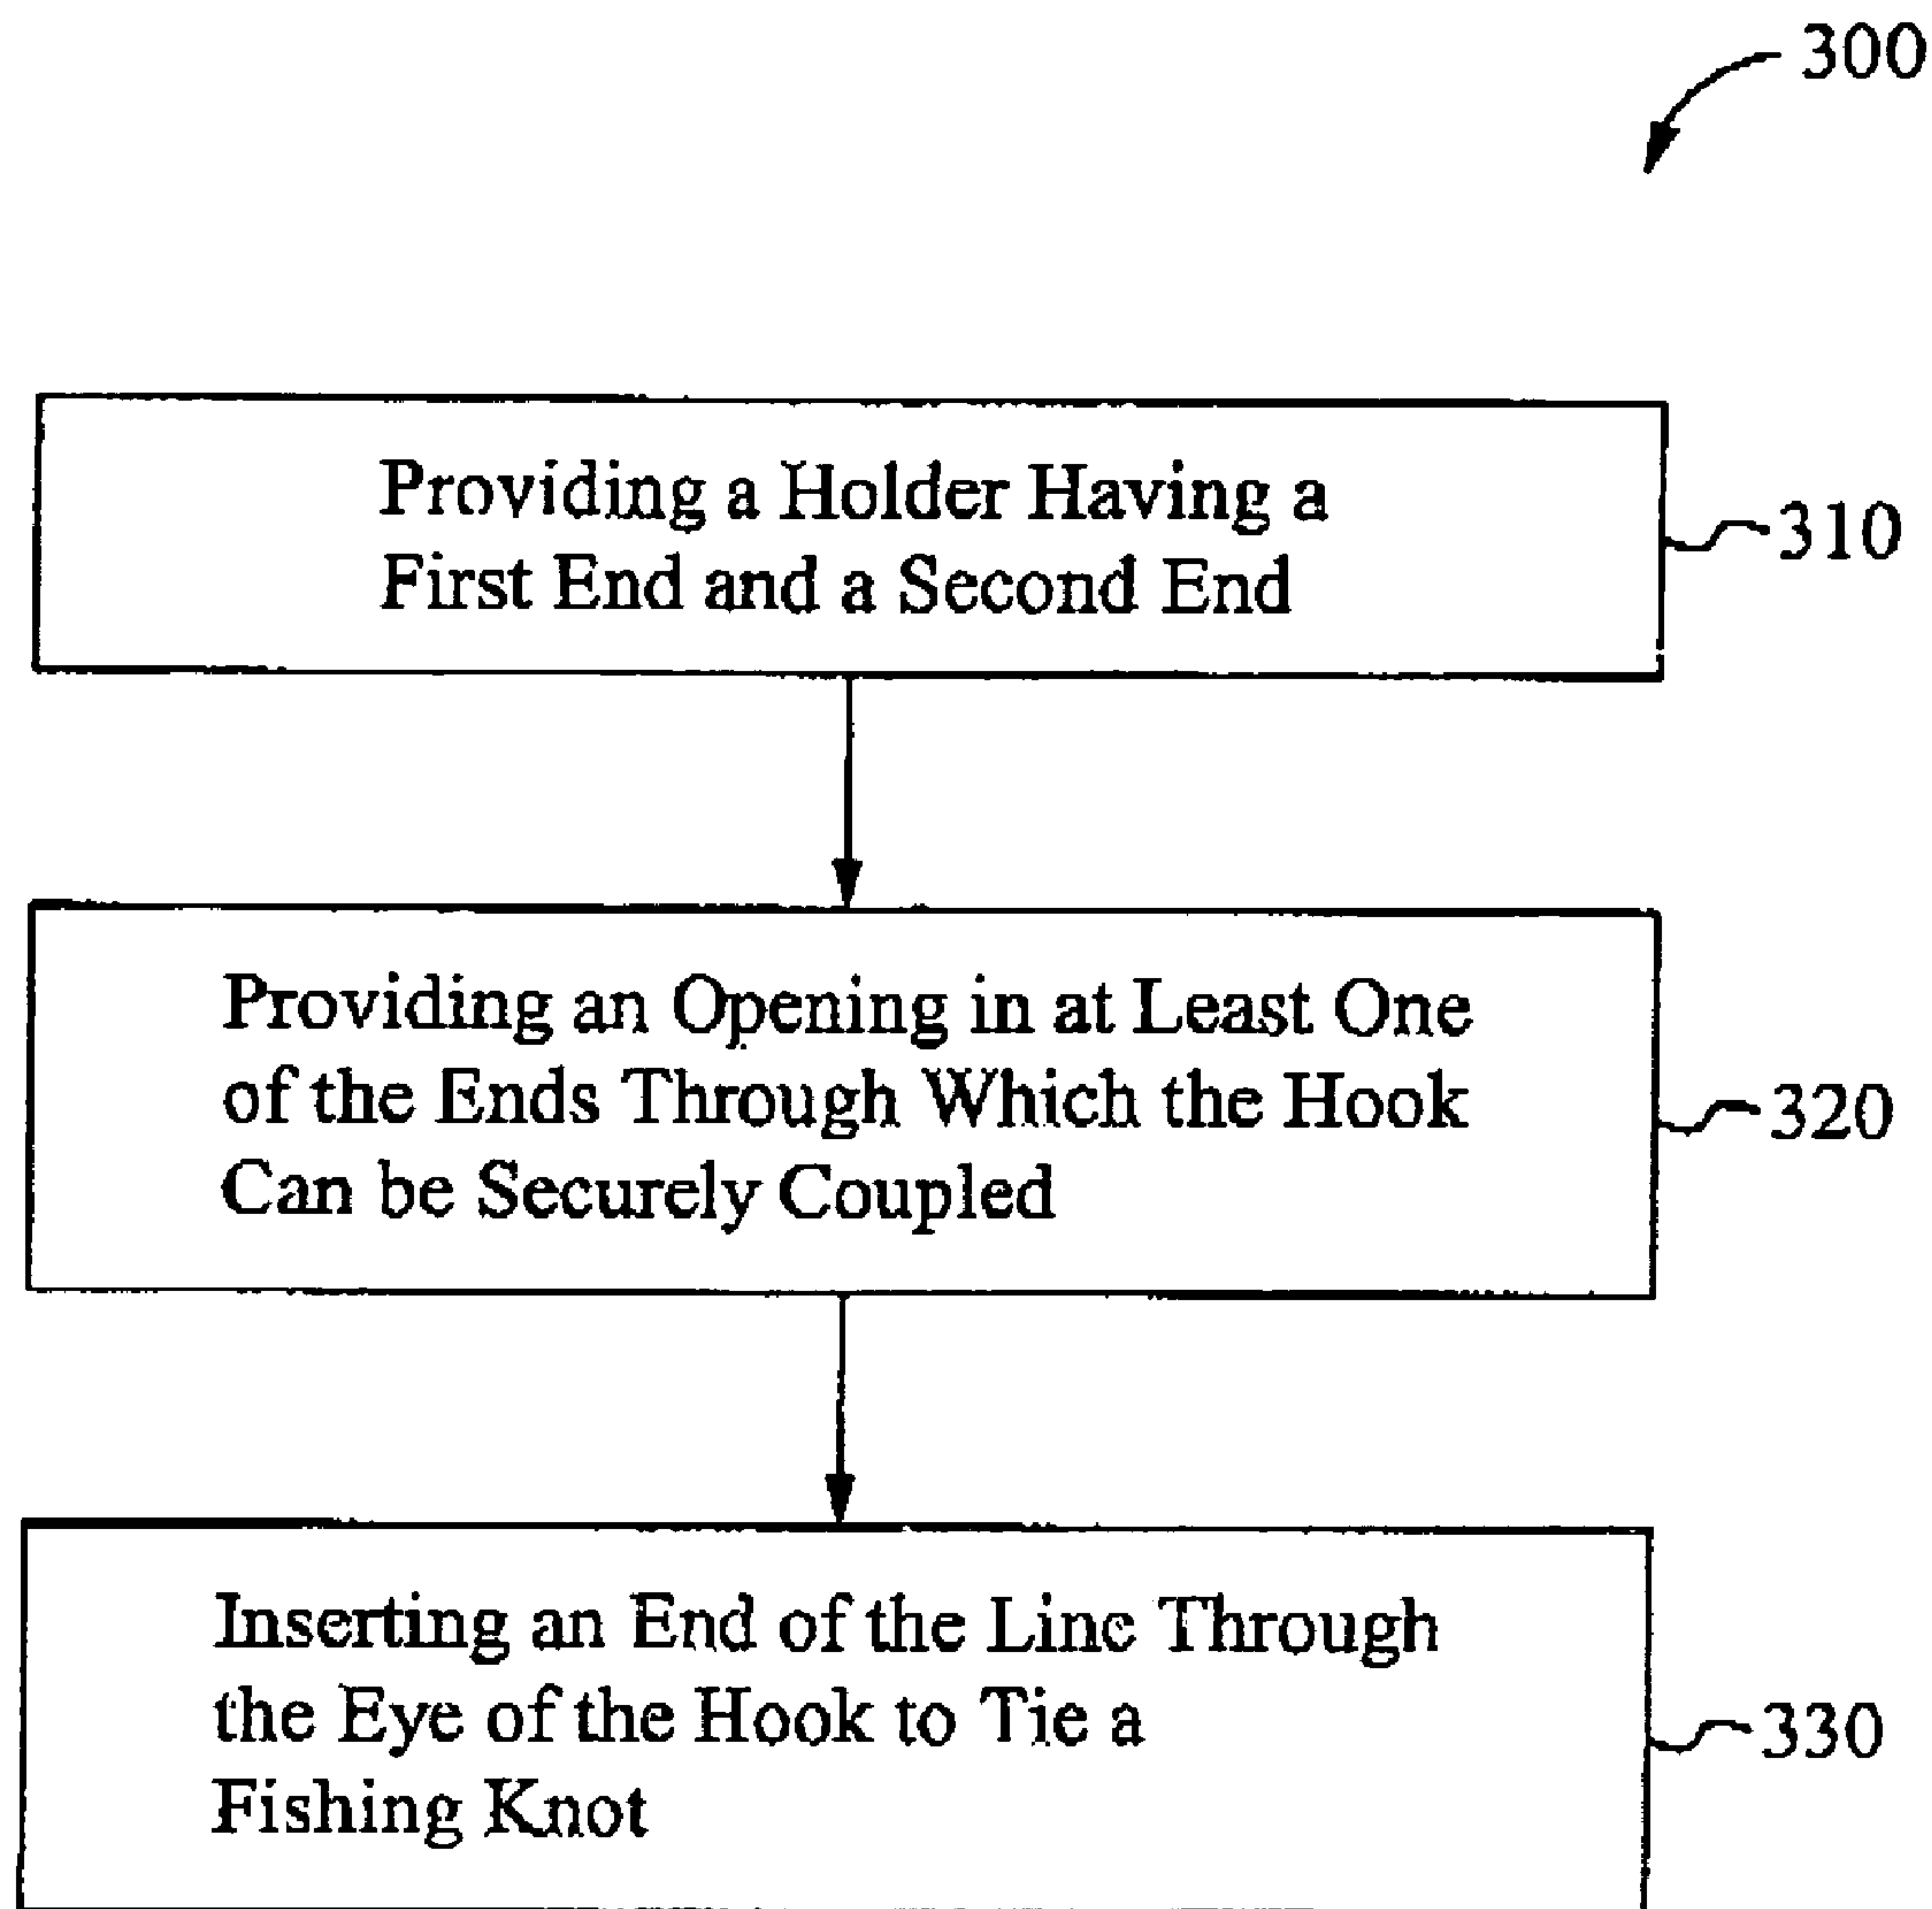 300
Providing a Holder Having a
First End and a Second End
310
Providing an Opening in at Least One
of the Ends Through Which the Hook
Can be Securely Coupled
320
Inserting an End of the Line Through
the Eye of the Hook to Tie a
Fishing Knot
330